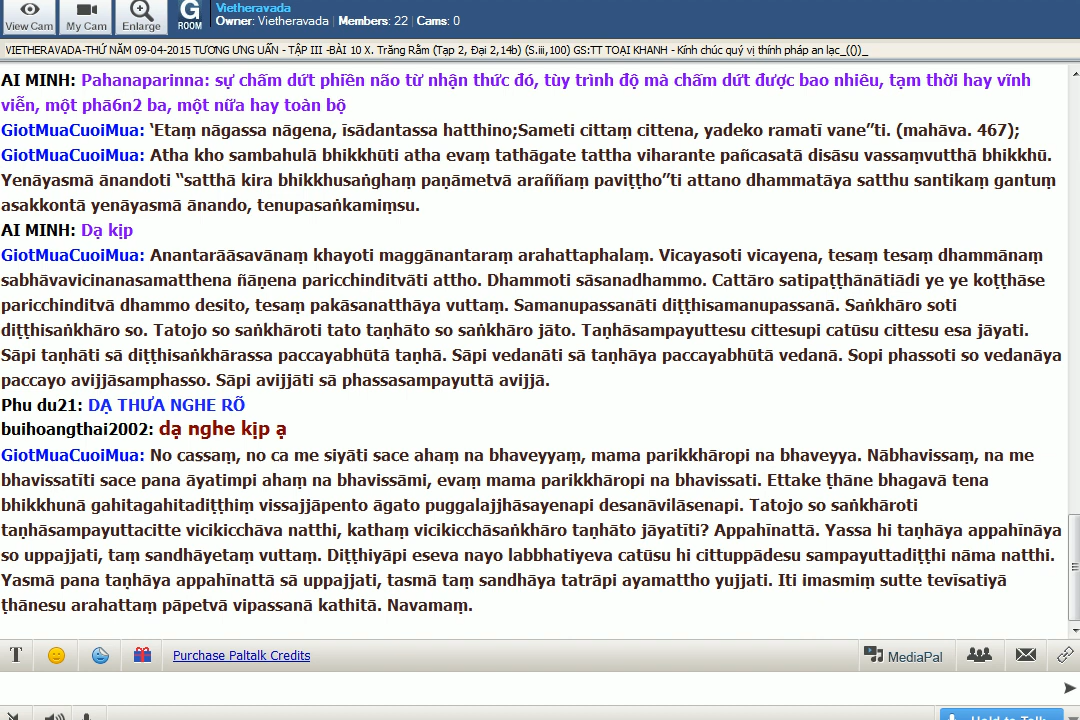 View Cam
My Cam
Enlarge
G
ROOM
Vietheravada
Owner: Vietheravada | Members: 22 | Cams: 0
VIETHERAVADA-THỨ NĂM 09-04-2015 TƯƠNG ƯNG UẨN - TẬP III -BÀI 10 X. Trăng Rằm (Tạp 2, Đại 2,14b) (S.iii,100) GS:TT TOẠI KHANH - Kính chúc quý vị thính pháp an lạc_(())_
AI MINH: Pahanaparinna: sự chấm dứt phiền não từ nhận thức đó, tùy trình độ mà chấm dứt được bao nhiêu, tạm thời hay vĩnh
viễn, một phã6n2 ba, một nữa hay toàn bộ
GiotMuaCuoiMua: ‘Etaṃ nāgassa nāgena, īsādantassa hatthino;Sameti cittaṃ cittena, yadeko ramatī vane”ti. (mahāva. 467);
GiotMuaCuoiMua: Atha kho sambahulā bhikkhūti atha evaṃ tathāgate tattha viharante pañcasatā disāsu vassaṃvutthā bhikkhū.
Yenāyasmā ānandoti “satthā kira bhikkhusaṅghaṃ paṇāmetvā araññaṃ paviṭṭho”ti attano dhammatāya satthu santikaṃ gantuṃ
asakkontā yenāyasmā ānando, tenupasaṅkamiṃsu.
AI MINH: Dạ kịp
GiotMuaCuoiMua: Anantarāāsavānaṃ khayoti maggānantaraṃ arahattaphalaṃ. Vicayasoti vicayena, tesaṃ tesaṃ dhammānaṃ
sabhāvavicinanasamatthena ñāṇena paricchinditvāti attho. Dhammoti sāsanadhammo. Cattāro satipaṭṭhānātiādi ye ye koṭṭhāse
paricchinditvā dhammo desito, tesaṃ pakāsanatthāya vuttaṃ. Samanupassanāti diṭṭhisamanupassanā. Saṅkhāro soti
diṭṭhisaṅkhāro so. Tatojo so saṅkhāroti tato taṇhāto so saṅkhāro jāto. Taṇhāsampayuttesu cittesupi catūsu cittesu esa jāyati.
Sāpi taṇhāti sā diṭṭhisaṅkhārassa paccayabhūtā taṇhā. Sāpi vedanāti sā taṇhāya paccayabhūtā vedanā. Sopi phassoti so vedanāya
paccayo avijjāsamphasso. Sāpi avijjāti sā phassasampayuttā avijjā.
Phu du21: DẠ THƯA NGHE RÕ
buihoangthai2002: dạ nghe kịp ạ
GiotMuaCuoiMua: No cassaṃ, no ca me siyāti sace ahaṃ na bhaveyyaṃ, mama parikkhāropi na bhaveyya. Nābhavissaṃ, na me
bhavissatīti sace pana āyatimpi ahaṃ na bhavissāmi, evaṃ mama parikkhāropi na bhavissati. Ettake ṭhāne bhagavā tena
bhikkhunā gahitagahitadiṭṭhiṃ vissajjāpento āgato puggalajjhāsayenapi desanāvilāsenapi. Tatojo so saṅkhāroti
taṇhāsampayuttacitte vicikicchāva natthi, kathaṃ vicikicchāsaṅkhāro taṇhāto jāyatīti? Appahīnattā. Yassa hi taṇhāya appahīnāya
so uppajjati, taṃ sandhāyetaṃ vuttaṃ. Diṭṭhiyāpi eseva nayo labbhatiyeva catūsu hi cittuppādesu sampayuttadiṭṭhi nāma natthi.
Yasmā pana taṇhāya appahīnattā sā uppajjati, tasmā taṃ sandhāya tatrāpi ayamattho yujjati. Iti imasmiṃ sutte tevīsatiyā
ṭhānesu arahattaṃ pāpetvā vipassanā kathitā. Navamaṃ.
T
Purchase Paltalk Credits
MediaPal
Hold to Talk